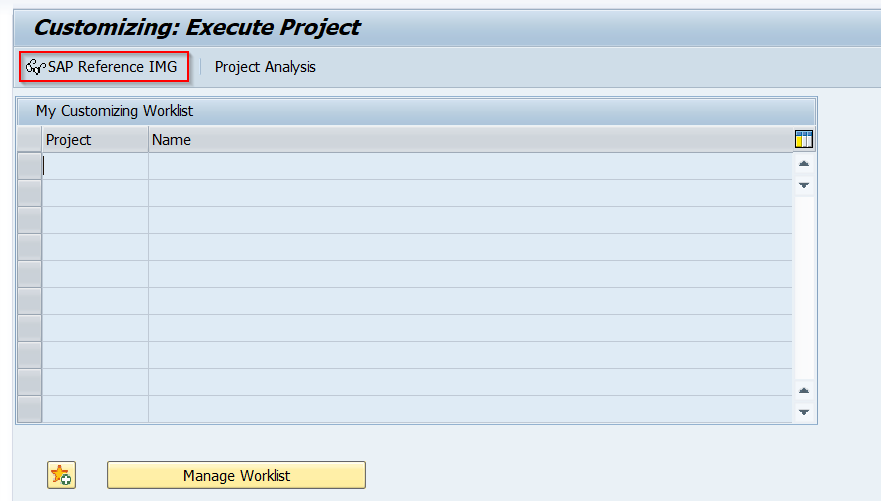 Customizing: Execute Project
SAP Reference IMG Project Analysis
My Customizing Worklist
Project Name
Manage Worklist